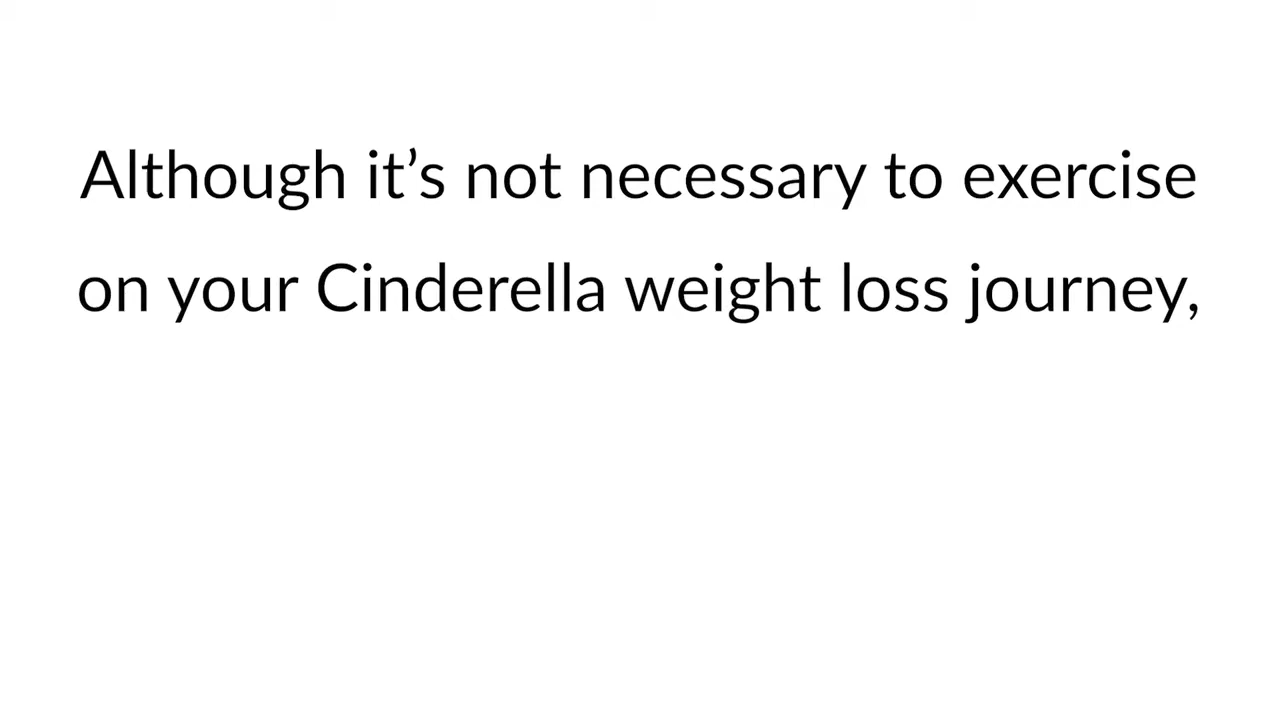 Although it’s not necessary to exercise
on your Cinderella weight loss journey,